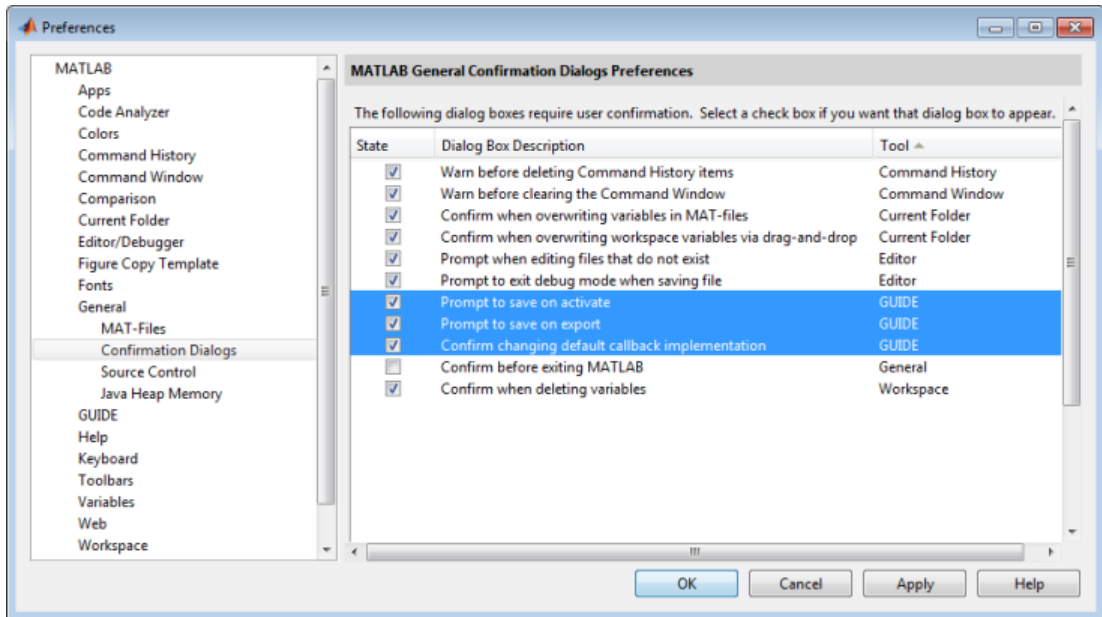 Preferences
MATLAB
Apps
Code Analyzer
Colors
Command History
Command Window
Comparison
Current Folder
Editor/Debugger
Figure Copy Template
Fonts
General
MAT-Files
Confirmation Dialogs
Source Control
Java Heap Memory
GUIDE
Help
Keyboard
Toolbars
Variables
Web
Workspace
MATLAB General Confirmation Dialogs Preferences
The following dialog boxes require user confirmation. Select a check box if you want that dialog box to appear.
State Dialog Box Description Tool
Warn before deleting Command History items Command History
Warn before clearing the Command Window Command Window
Confirm when overwriting variables in MAT-files Current Folder
Confirm when overwriting workspace variables via drag-and-drop Current Folder
Prompt when editing files that do not exist Editor
Prompt to exit debug mode when saving file Editor
Prompt to save on activate GUIDE
Prompt to save on export GUIDE
Confirm changing default callback implementation GUIDE
Confirm before exiting MATLAB General
Confirm when deleting variables Workspace
OK Cancel Apply Help